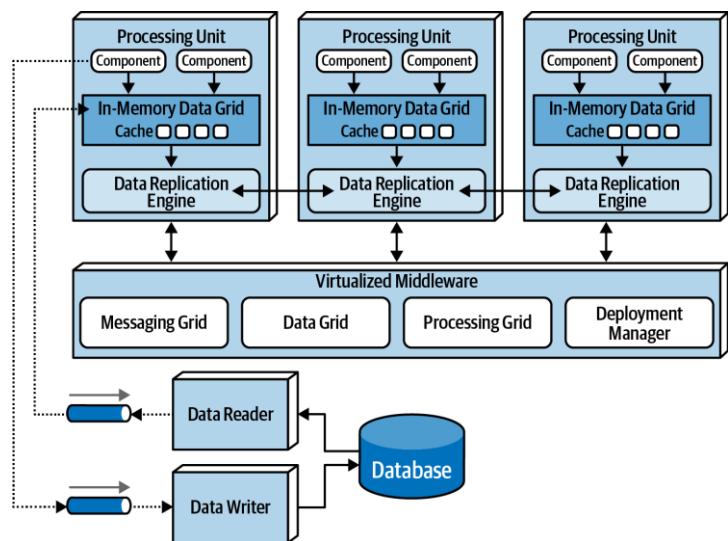 Processing Unit
Component
Component
In-Memory Data Grid
Cache
Data Replication
Engine
Processing Unit
Component
Component
In-Memory Data Grid
Cache
Data Replication
Engine
Processing Unit
Component
Component
In-Memory Data Grid
Cache
Data Replication
Engine
Virtualized Middleware
Messaging Grid
Data Grid
Processing Grid
Deployment
Manager
Data Reader
Database
Data Writer